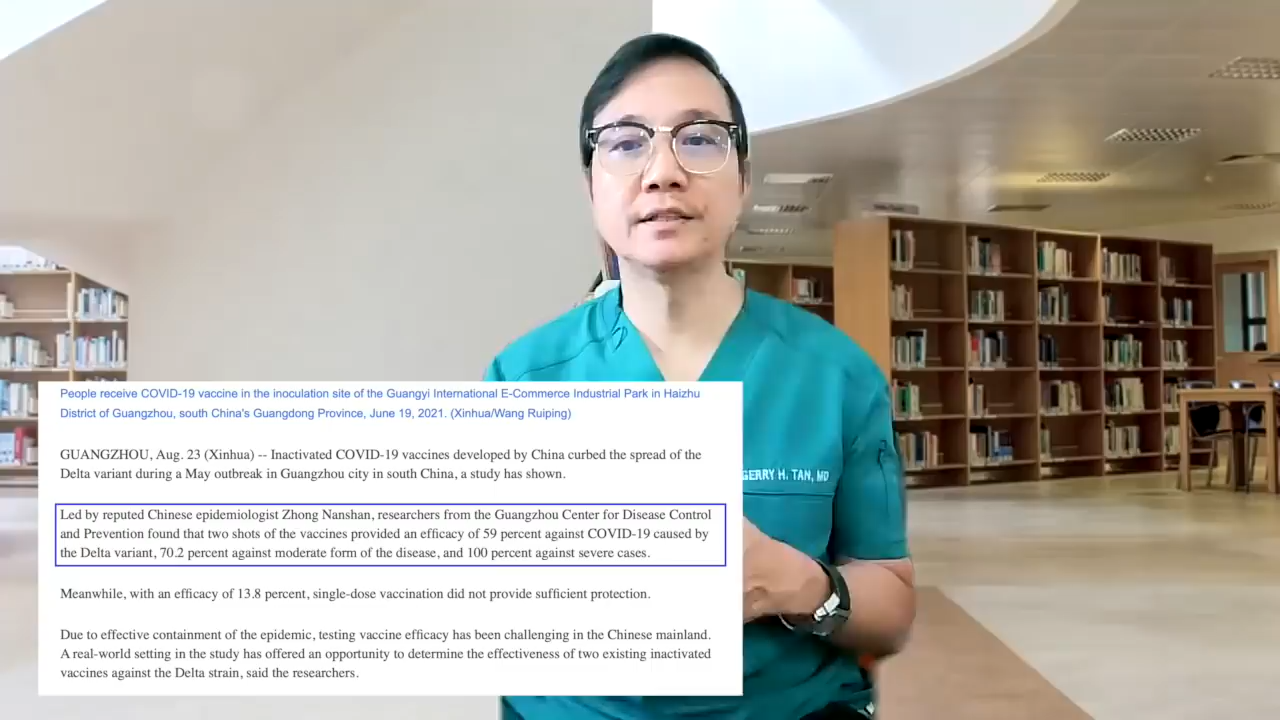 People receive COVID-19 vaccine in the inoculation site of the Guangyi International E-Commerce Industrial Park in Haizhu
District of Guangzhou, south China's Guangdong Province, June 19, 2021. (Xinhua/Wang Ruiping)
GUANGZHOU, Aug. 23 (Xinhua) -- Inactivated COVID-19 vaccines developed by China curbed the spread of the
Delta variant during a May outbreak in Guangzhou city in south China, a study has shown.
Led by reputed Chinese epidemiologist Zhong Nanshan, researchers from the Guangzhou Center for Disease Control
and Prevention found that two shots of the vaccines provided an efficacy of 59 percent against COVID-19 caused by
the Delta variant, 70.2 percent against moderate form of the disease, and 100 percent against severe cases.
Meanwhile, with an efficacy of 13.8 percent, single-dose vaccination did not provide sufficient protection.
Due to effective containment of the epidemic, testing vaccine efficacy has been challenging in the Chinese mainland.
A real-world setting in the study has offered an opportunity to determine the effectiveness of two existing inactivated
vaccines against the Delta strain, said the researchers.
GERRY H. TAN, MD